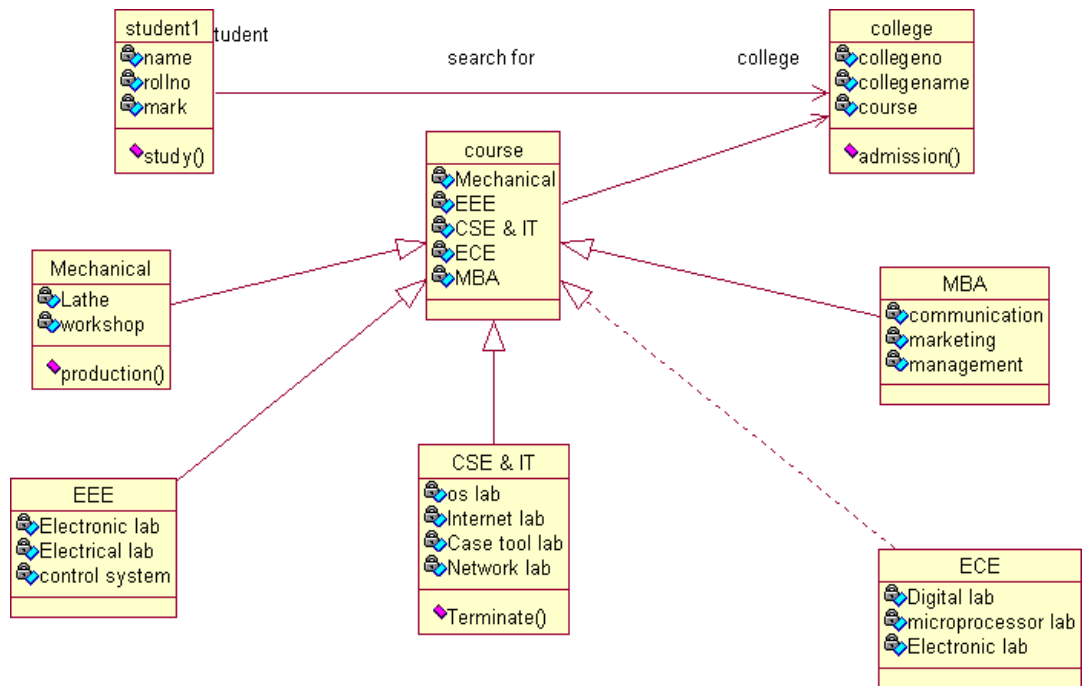 student1
name
rollno
mark
study()
tudent
search for
college
college
collegeno
collegename
course
admission()
course
Mechanical
EEE
CSE & IT
ECE
MBA
Mechanical
Lathe
workshop
production()
MBA
communication
marketing
management
EEE
Electronic lab
Electrical lab
control system
CSE & IT
os lab
Internet lab
Case tool lab
Network lab
Terminate()
ECE
Digital lab
microprocessor lab
Electronic lab